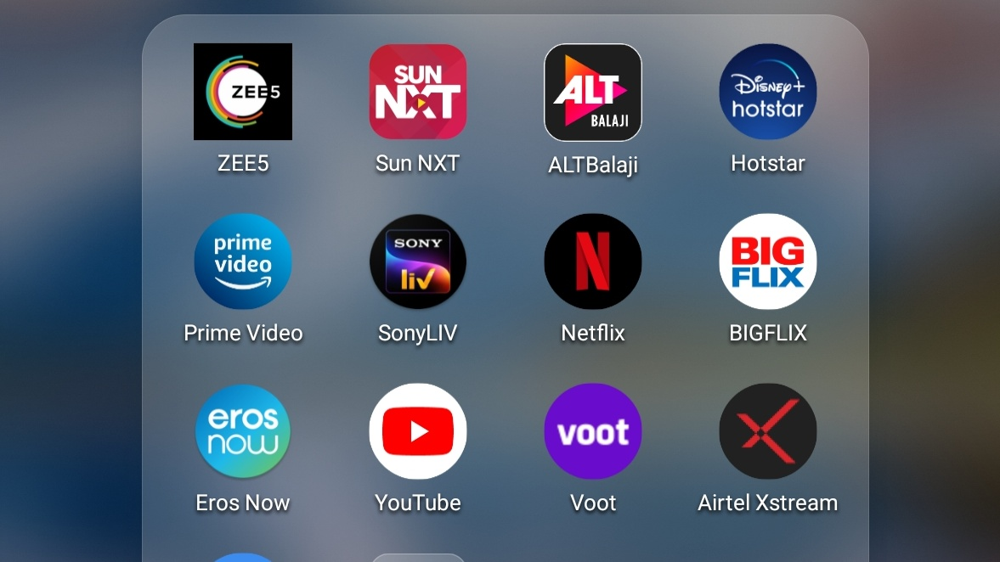 ZEE5
SUN
NXT
ALT
BALAJI
Disney+
hotstar
ZEE5
Sun NXT
ALTBalaji
Hotstar
prime
video
SONY
liv
N
BIG
FLIX
Prime Video
SonyLIV
Netflix
BIGFLIX
eros
now
voot
Eros Now
YouTube
Voot
Airtel Xstream